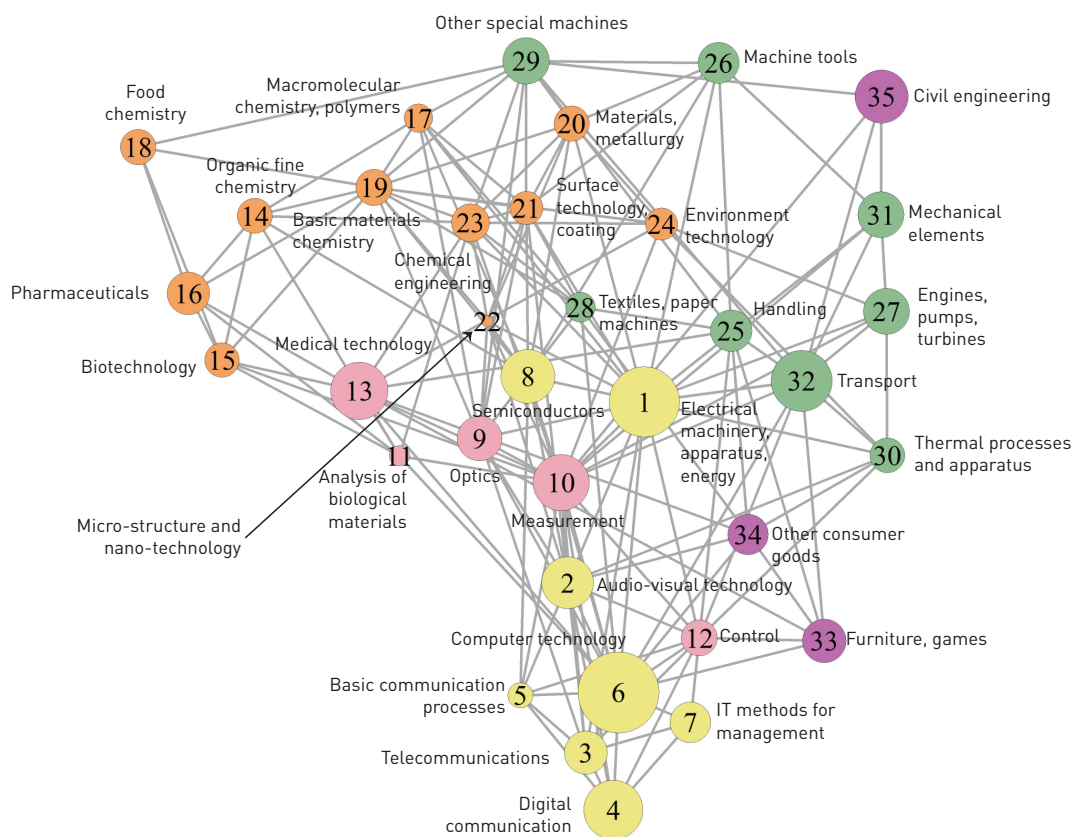 Other special machines
29
26
Machine tools
35
Civil engineering
Macromolecular
chemistry, polymers
17
Food
chemistry
18
20
Materials,
metallurgy
Organic fine
chemistry
14
19
Basic materials
chemistry
23
21
Surface
technology,
coating
24
Environment
technology
31
Mechanical
elements
Chemical
engineering
Pharmaceuticals
16
22
28
Textiles, paper
machines
25
Handling
27
Engines,
pumps,
turbines
Biotechnology
15
Medical technology
13
8
Semiconductors
1
Electrical
machinery,
apparatus,
energy
32
Transport
9
Optics
11
Analysis of
biological
materials
10
Measurement
30
Thermal processes
and apparatus
Micro-structure and
nano-technology
34
Other consumer
goods
2
Audio-visual technology
Computer technology
6
12
Control
33
Furniture, games
Basic communication
processes
5
7
IT methods for
management
Telecommunications
3
Digital
communication
4